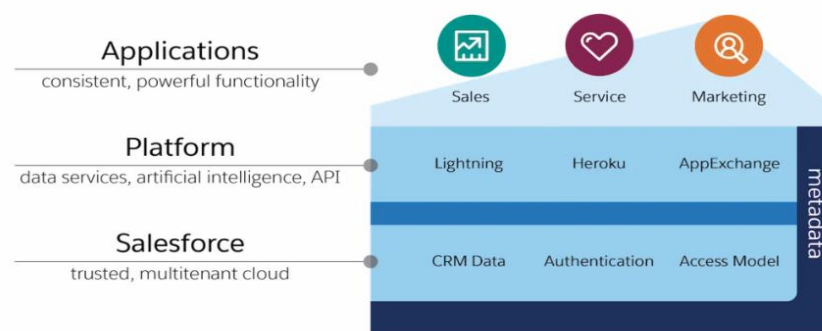 Applications
consistent, powerful functionality
Sales
Service
Marketing
Platform
data services, artificial intelligence, API
Lightning
Heroku
AppExchange
Salesforce
trusted, multitenant cloud
CRM Data
Authentication
Access Model
metadata